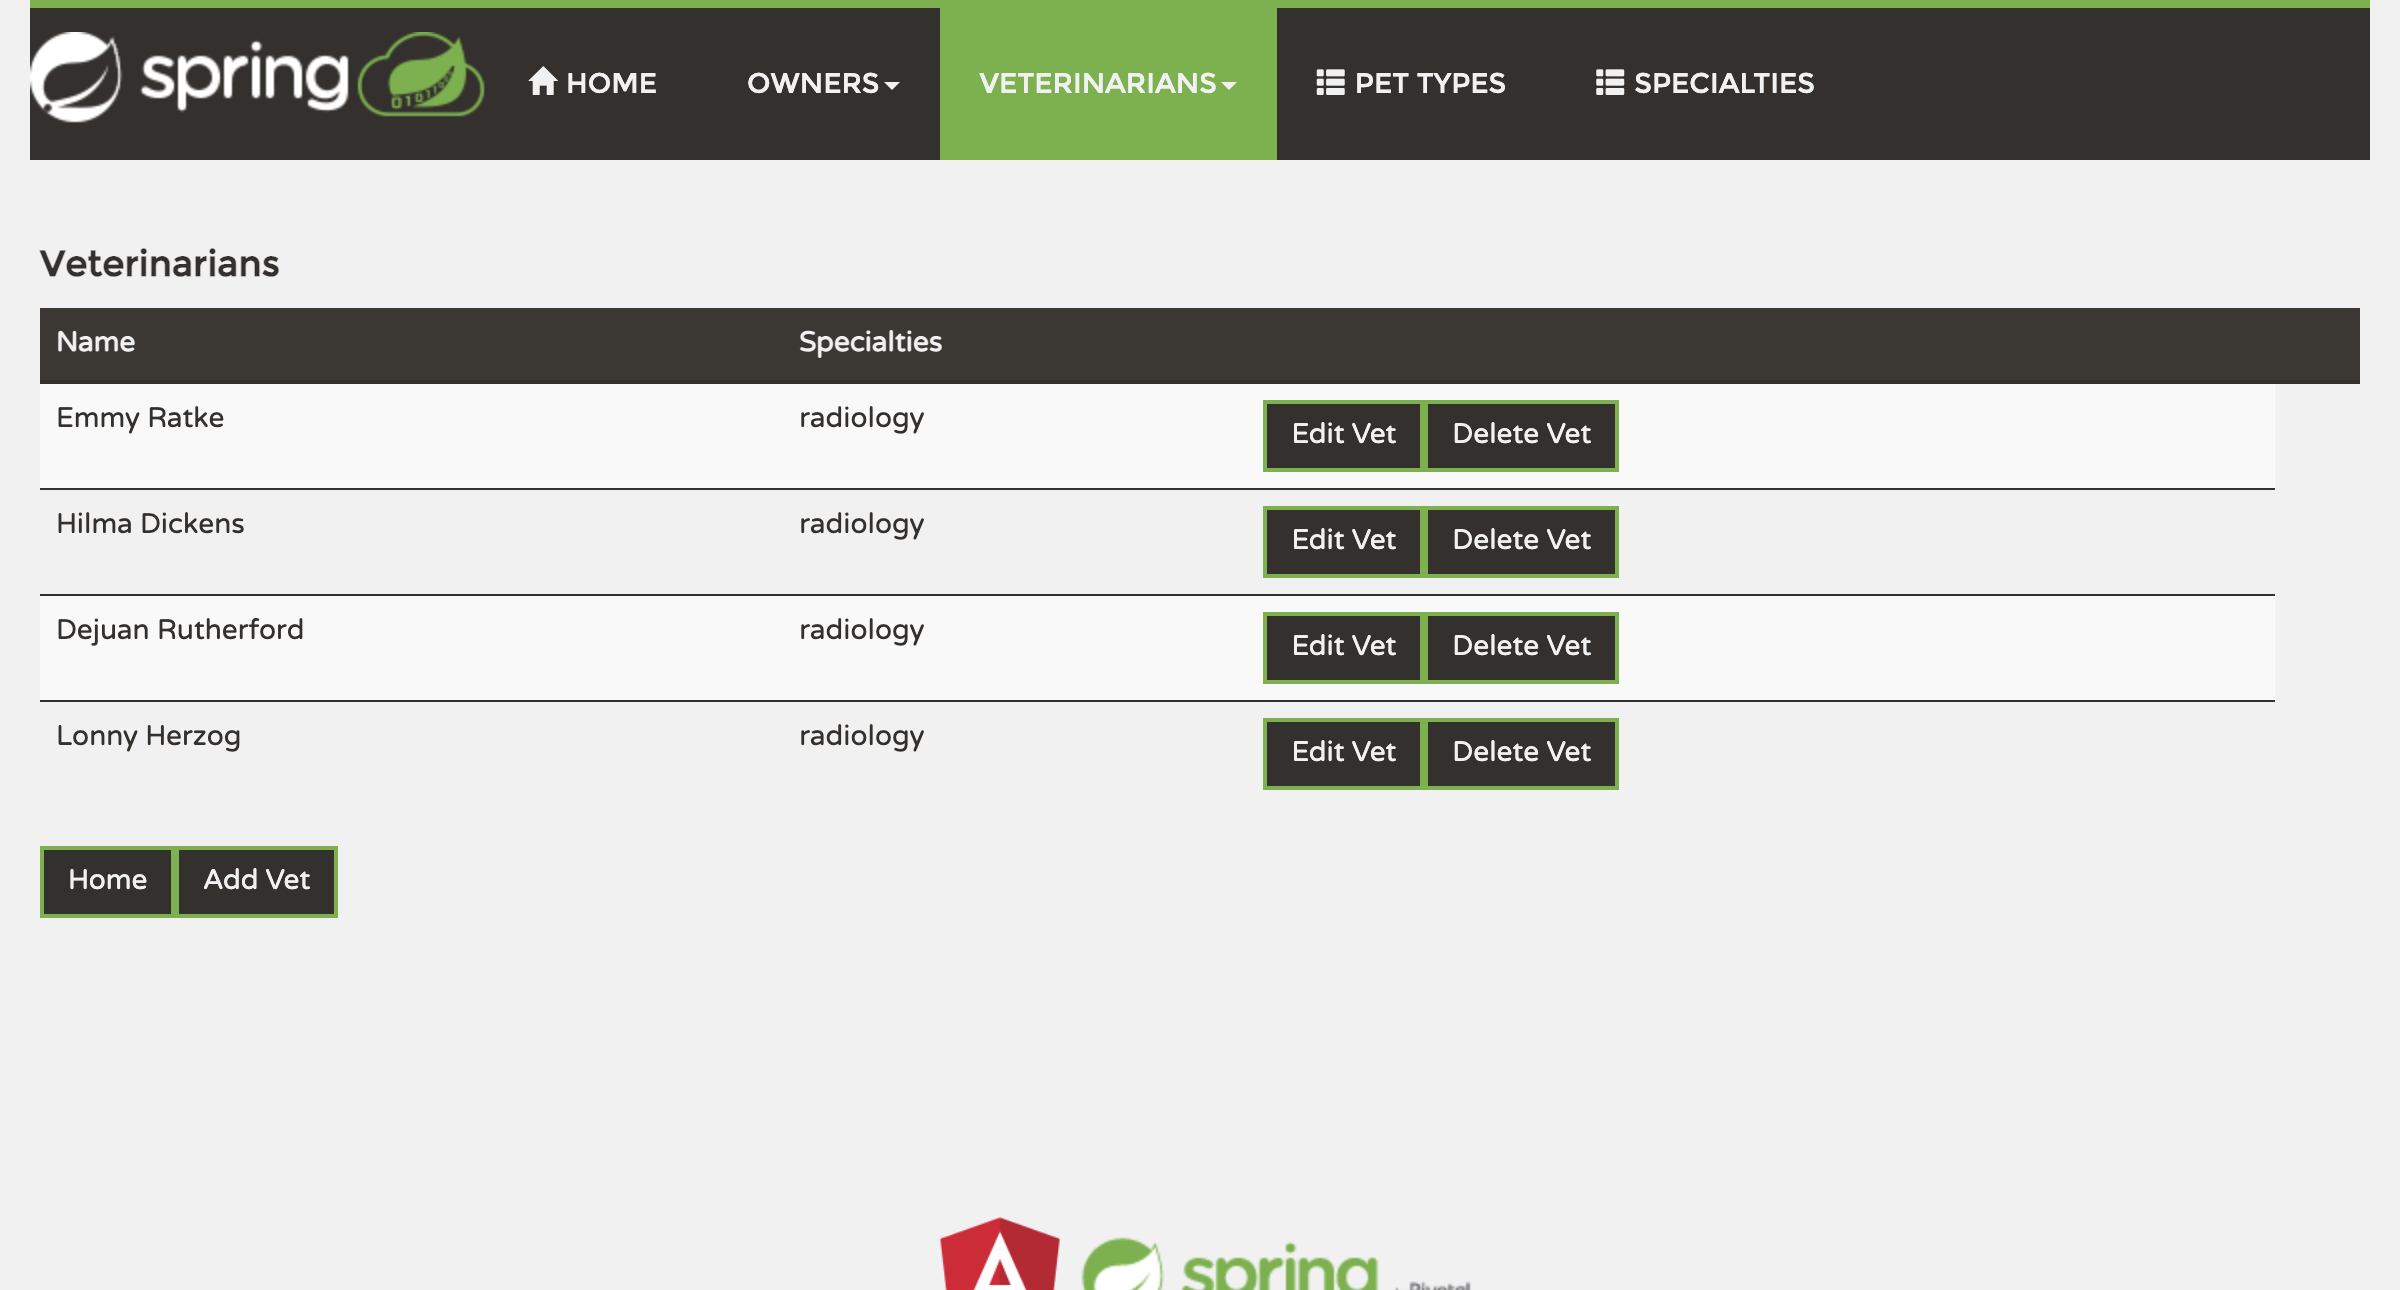 spring HOME OWNERS VETERINARIANS PET TYPES SPECIALTIES
Veterinarians
Name Specialties
Emmy Ratke radiology Edit Vet Delete Vet
Hilma Dickens radiology Edit Vet Delete Vet
Dejuan Rutherford radiology Edit Vet Delete Vet
Lonny Herzog radiology Edit Vet Delete Vet
Home Add Vet
spring